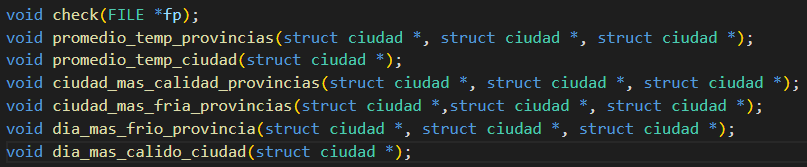 void check(FILE *fp);
void promedio_temp_provincias(struct ciudad *, struct ciudad *, struct ciudad *);
void promedio_temp_ciudad(struct ciudad *);
void ciudad_mas_calidad_provincias(struct ciudad *, struct ciudad *, struct ciudad *);
void ciudad_mas_fria_provincias(struct ciudad *,struct ciudad *, struct ciudad *);
void dia_mas_frio_provincia(struct ciudad *, struct ciudad *, struct ciudad *);
void dia_mas_calido_ciudad(struct ciudad *);